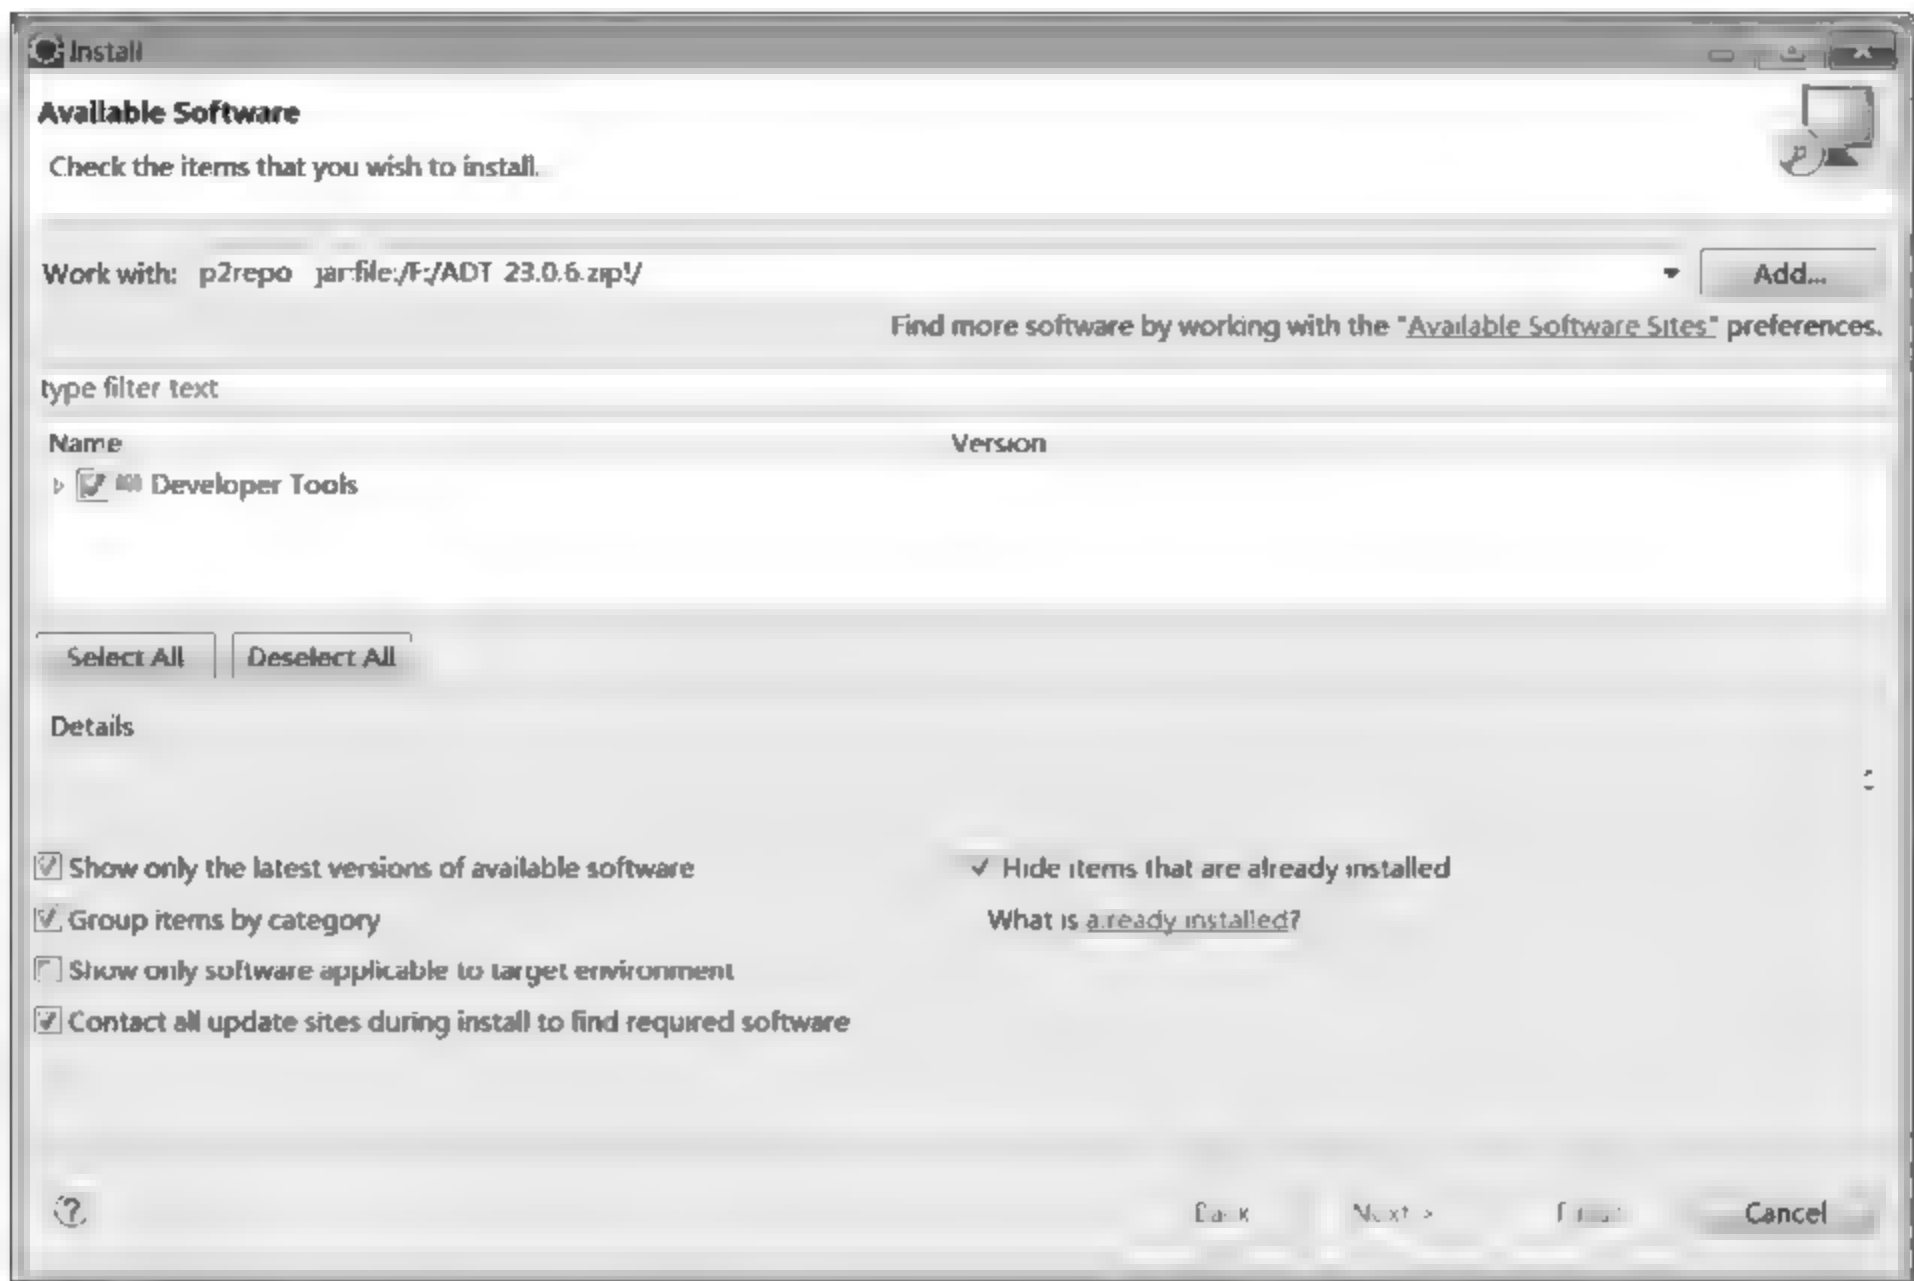 Install
Available Software
Check the items that you wish to install.
Work with: p2repo jar:file:/F:/ADT 23.0.6.zip!/
Add...
Find more software by working with the "Available Software Sites" preferences.
type filter text
Name Version
Developer Tools
Select All Deselect All
Details
Show only the latest versions of available software
Hide items that are already installed
Group items by category
What is already installed?
Show only software applicable to target environment
Contact all update sites during install to find required software
? Back Next > Cancel